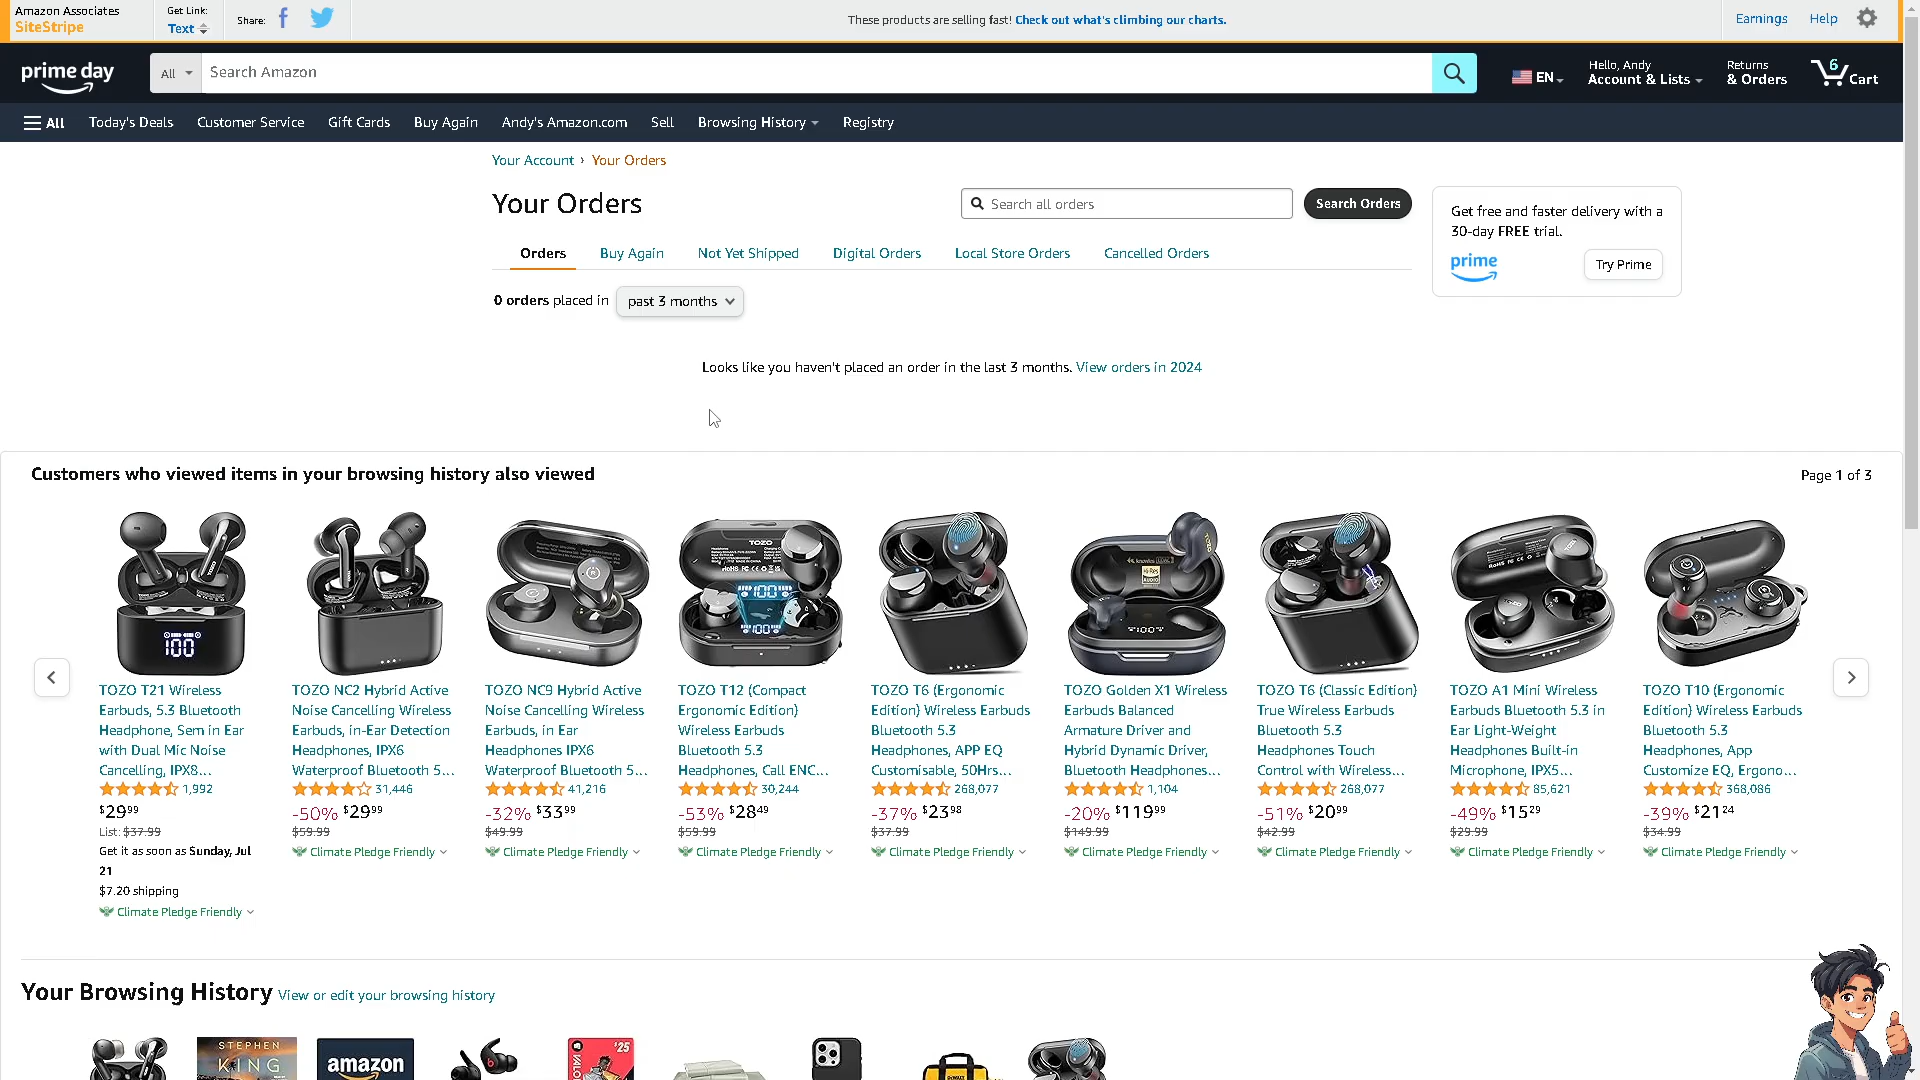 Amazon Associates
SiteStripe
Get Link:
Text
Share:
These products are selling fast! Check out what's climbing our charts.
Earnings
Help
prime day
All
Search Amazon
EN
Hello, Andy
Account & Lists
Returns
& Orders
6
Cart
All
Today's Deals
Customer Service
Gift Cards
Buy Again
Andy's Amazon.com
Sell
Browsing History
Registry
Your Account › Your Orders
Your Orders
Search all orders
Search Orders
Get free and faster delivery with a
30-day FREE trial.
prime
Try Prime
Orders
Buy Again
Not Yet Shipped
Digital Orders
Local Store Orders
Cancelled Orders
0 orders placed in
past 3 months
Looks like you haven't placed an order in the last 3 months. View orders in 2024
Customers who viewed items in your browsing history also viewed
Page 1 of 3
TOZO T21 Wireless
Earbuds, 5.3 Bluetooth
Headphone, Sem in Ear
with Dual Mic Noise
Cancelling, IPX8...
1,992
$29.99
List: $37.99
Get it as soon as Sunday, Jul
21
$7.20 shipping
Climate Pledge Friendly
TOZO NC2 Hybrid Active
Noise Cancelling Wireless
Earbuds, in-Ear Detection
Headphones, IPX6
Waterproof Bluetooth 5...
31,446
-50% $29.99
$59.99
Climate Pledge Friendly
TOZO NC9 Hybrid Active
Noise Cancelling Wireless
Earbuds, in Ear
Headphones IPX6
Waterproof Bluetooth 5...
41,216
-32% $33.99
$49.99
Climate Pledge Friendly
TOZO T12 (Compact
Ergonomic Edition)
Wireless Earbuds
Bluetooth 5.3
Headphones, Call ENC...
30,244
-53% $28.49
$59.99
Climate Pledge Friendly
TOZO T6 (Ergonomic
Edition) Wireless Earbuds
Bluetooth 5.3
Headphones, APP EQ
Customisable, 50Hrs...
268,077
-37% $23.98
$37.99
Climate Pledge Friendly
TOZO Golden X1 Wireless
Earbuds Balanced
Armature Driver and
Hybrid Dynamic Driver,
Bluetooth Headphones...
1,104
-20% $119.99
$149.99
Climate Pledge Friendly
TOZO T6 (Classic Edition)
True Wireless Earbuds
Bluetooth 5.3
Headphones Touch
Control with Wireless...
268,077
-51% $20.99
$42.99
Climate Pledge Friendly
TOZO A1 Mini Wireless
Earbuds Bluetooth 5.3 in
Ear Light-Weight
Headphones Built-in
Microphone, IPX5...
85,621
-49% $15.29
$29.99
Climate Pledge Friendly
TOZO T10 (Ergonomic
Edition) Wireless Earbuds
Bluetooth 5.3
Headphones, App
Customize EQ, Ergono...
368,086
-39% $21.24
$34.99
Climate Pledge Friendly
Your Browsing History View or edit your browsing history
STEPHEN
KING
amazon
$25